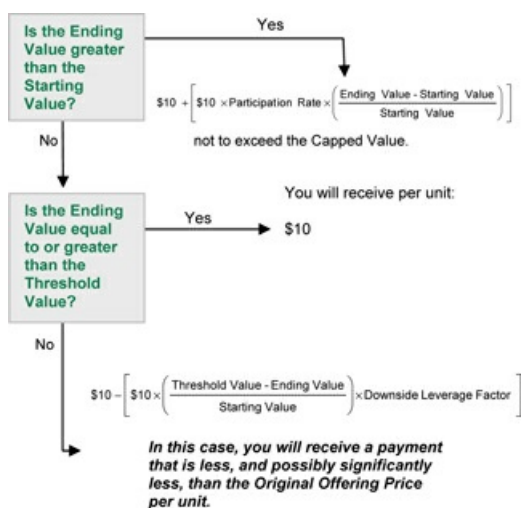 Is the Ending
Value greater
than the
Starting
Value?
Yes
$10 + [ $10 × Participation Rate × ( Ending Value - Starting Value / Starting Value ) ]
not to exceed the Capped Value.
No
You will receive per unit:
Is the Ending
Value equal
to or greater
than the
Threshold
Value?
Yes
$10
No
$10 − [ $10 × ( Threshold Value - Ending Value / Starting Value ) × Downside Leverage Factor ]
In this case, you will receive a payment
that is less, and possibly significantly
less, than the Original Offering Price
per unit.